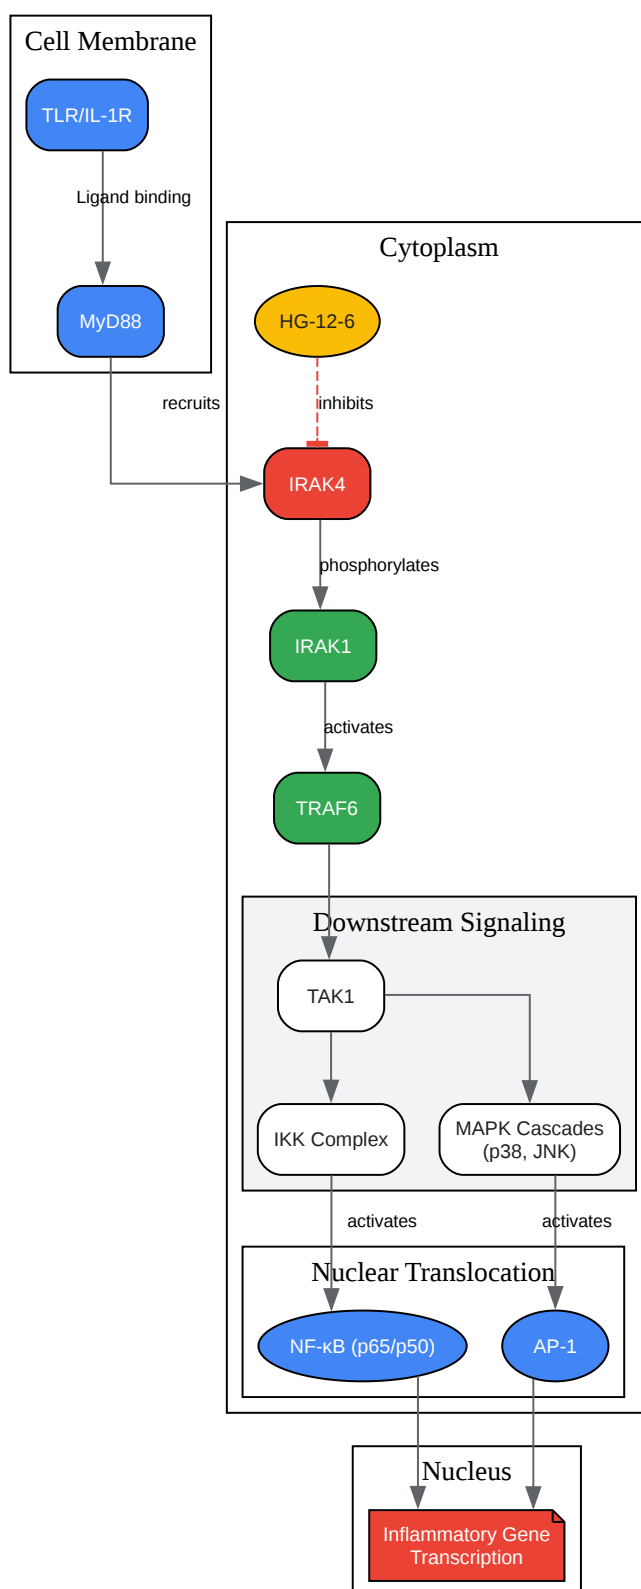 Cell Membrane
TLR/IL-1R
Ligand binding
MyD88
recruits
Cytoplasm
HG-12-6
inhibits
IRAK4
phosphorylates
IRAK1
activates
TRAF6
Downstream Signaling
TAK1
IKK Complex
MAPK Cascades
(p38, JNK)
activates
activates
Nuclear Translocation
NF-κB (p65/p50)
AP-1
Nucleus
Inflammatory Gene
Transcription